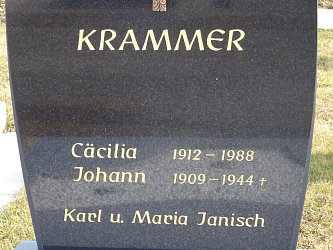 KRAMMER
Cäcilia 1912 – 1988
Johann 1909 – 1944 †
Karl u. Maria Janisch